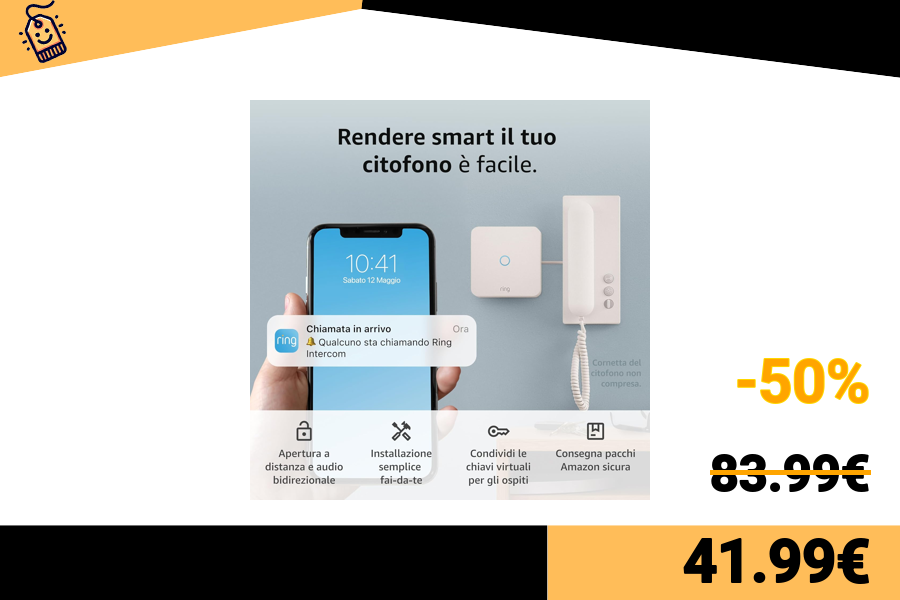 Rendere smart il tuo
citofono è facile.
10:41
Sabato 12 Maggio
ring
Chiamata in arrivo
Ora
🔔 Qualcuno sta chiamando Ring
Intercom
ring
Cornetta del
citofono non
compresa.
Apertura a
distanza e audio
bidirezionale
Installazione
semplice
fai-da-te
Condividi le
chiavi virtuali
per gli ospiti
Consegna pacchi
Amazon sicura
-50%
83.99€
41.99€